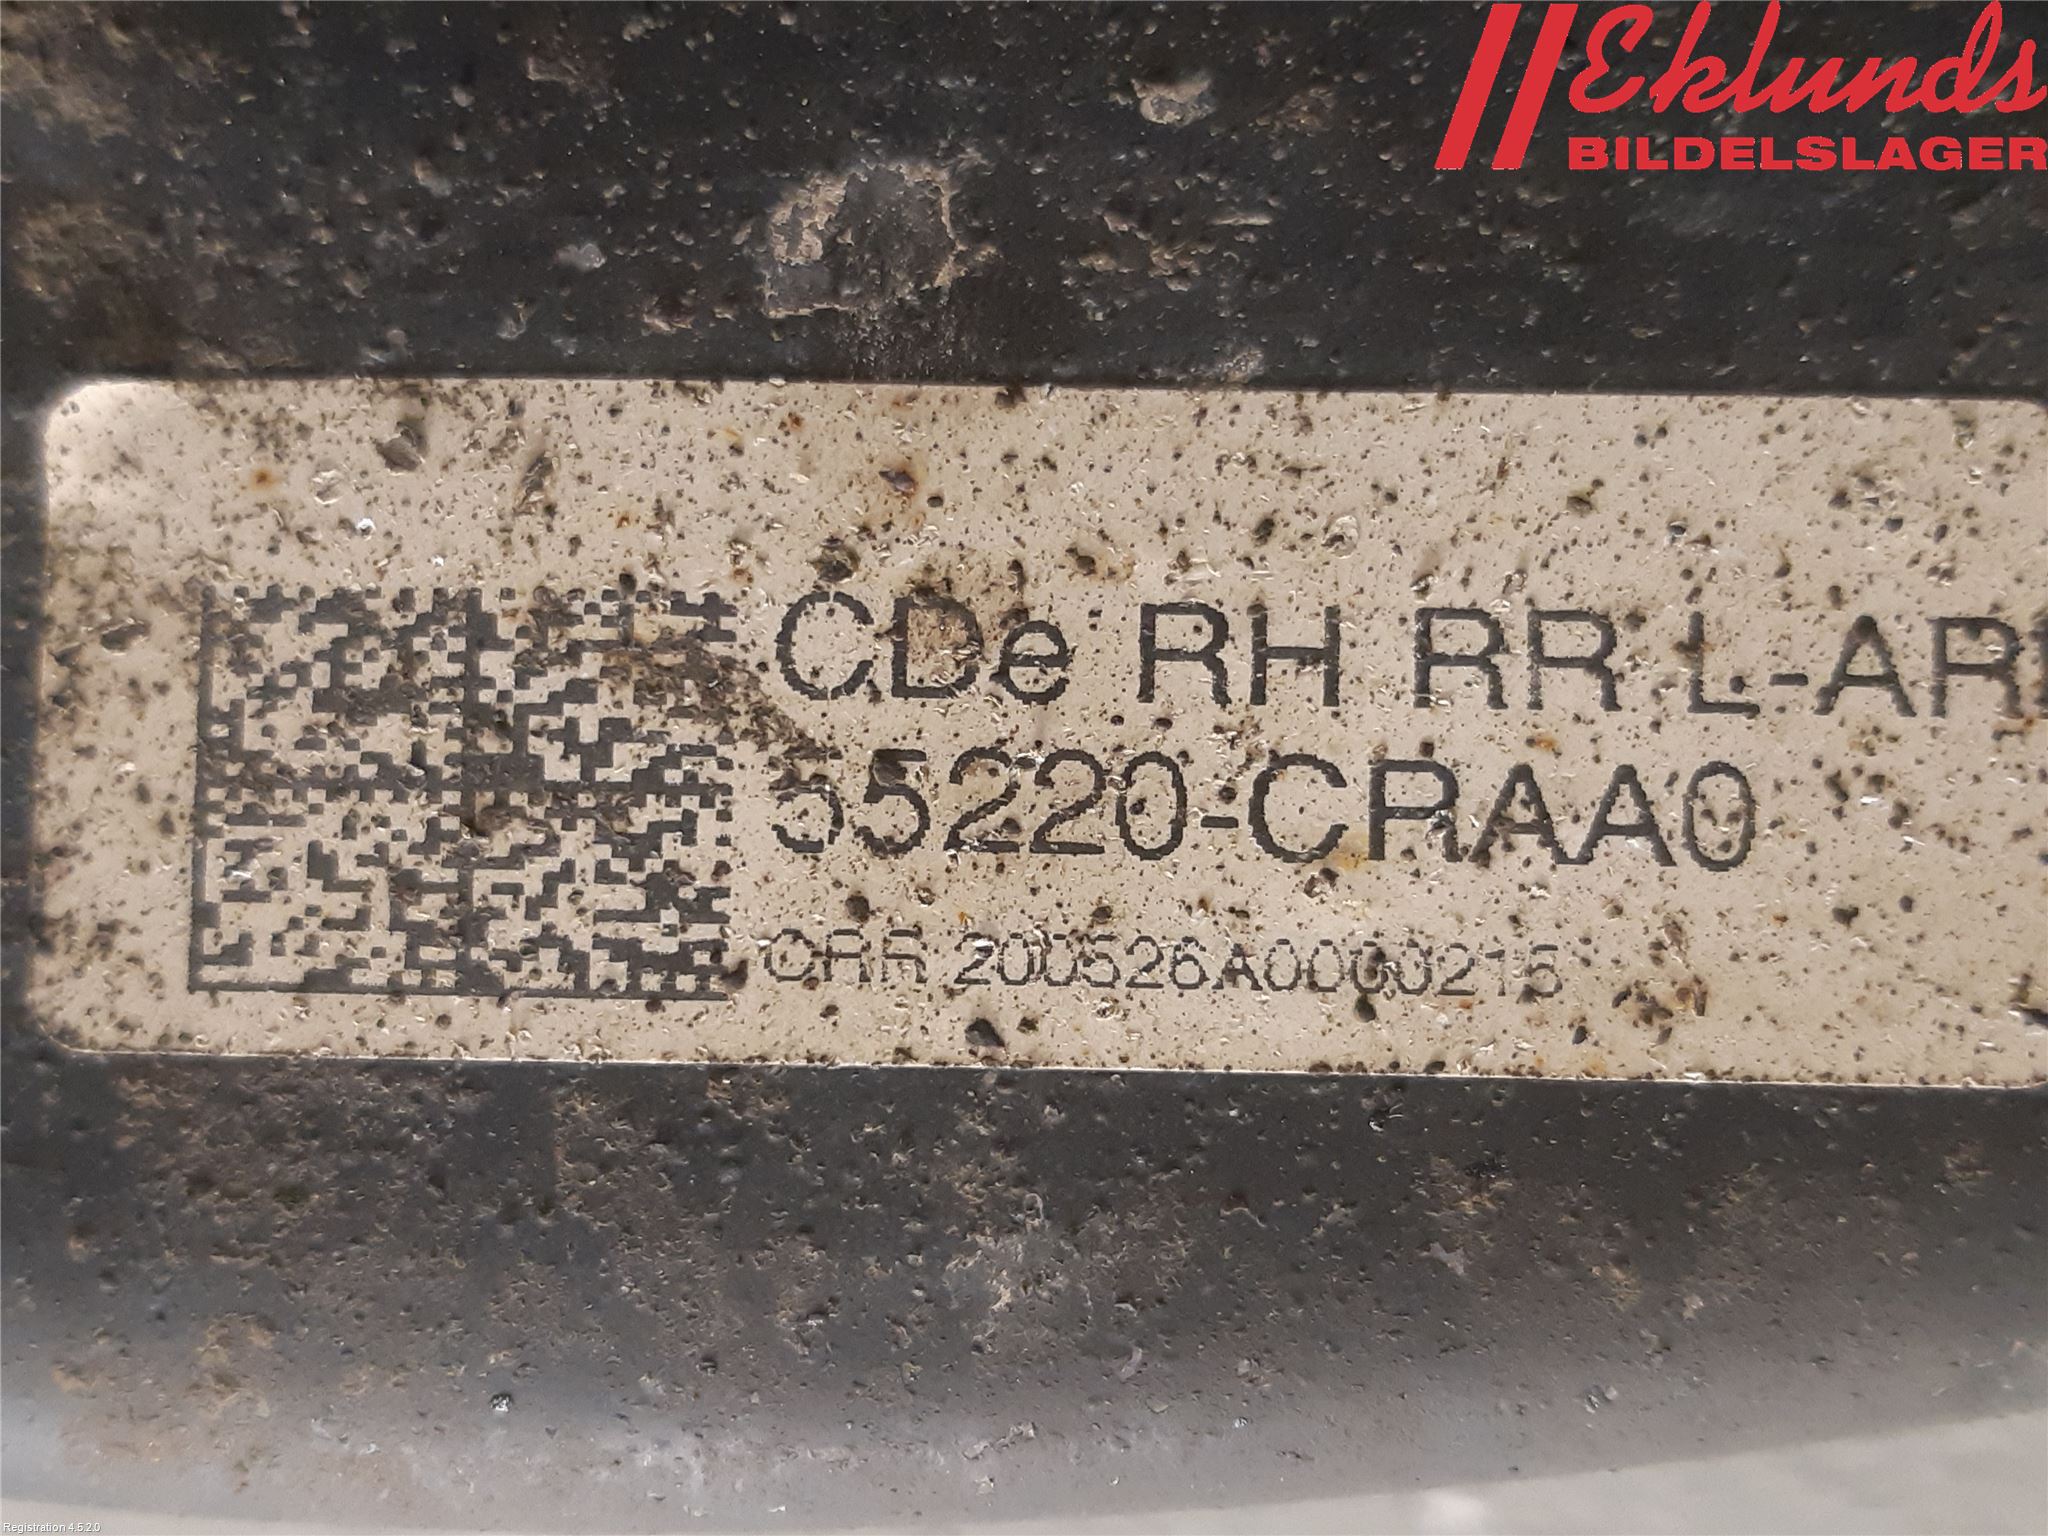 Eklunds
BILDELSLAGER
CDe RH RR L-AR
55220-CRAA0
CRR 200526A0000215
Registration 4.5.2.0